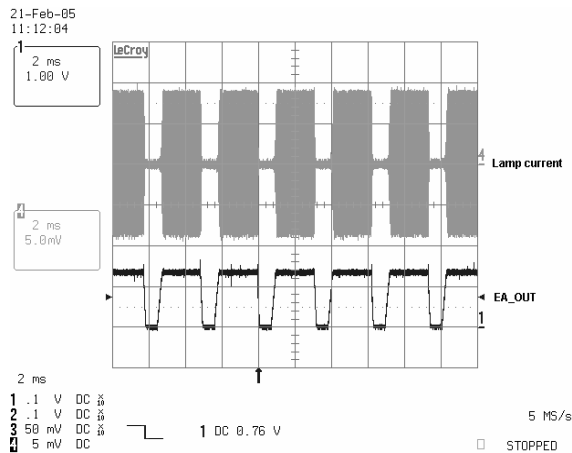 21-Feb-05
11:12:04
1
2 ms
1.00 V
LeCroy
4
Lamp current
4
2 ms
5.0mV
EA_OUT
1
2 ms
1 .1 V DC
2 .1 V DC
3 50 mV DC
4 5 mV DC
1 DC 0.76 V
5 MS/s
STOPPED